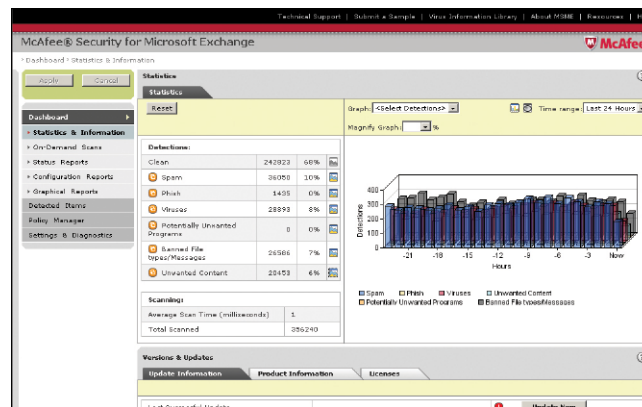 Technical Support | Submit a Sample | Virus Information Library | About MSME | Resources |
McAfee® Security for Microsoft Exchange
McAfee
Dashboard Statistics & Information
Apply Cancel
Dashboard
Statistics & Information
On-Demand Scans
Status Reports
Configuration Reports
Graphical Reports
Detected Items
Policy Manager
Settings & Diagnostics
Statistics
Statistics
Reset
Graph: <Select Detections>
Time range: Last 24 Hours
Magnify Graph: %
Detections:
Clean 242823 68%
Spam 36050 10%
Phish 1435 0%
Viruses 28893 8%
Potentially Unwanted Programs 0 0%
Banned File types/Messages 26586 7%
Unwanted Content 20453 6%
Scanning:
Average Scan Time (milliseconds) 1
Total Scanned 356240
Detections
400
300
200
100
0
-21 -18 -15 -12 -9 -6 -3 Now
Hours
Spam Phish Viruses Unwanted Content
Potentially Unwanted Programs Banned File types/Messages
Versions & Updates
Update Information Product Information Licenses
Last Successful Update
Update Now